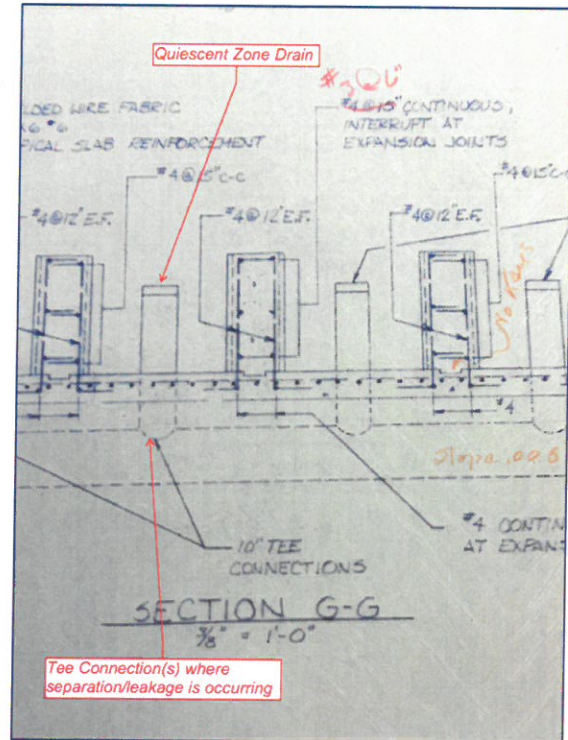 Quiescent Zone Drain
WIRE FABRIC
SLAB REINFORCEMENT
CONTINUOUS,
INTERRUPT AT
EXPANSION JOINTS
#4@15"C-C
#4@12"E.F.
#4@12"E.F.
#4@12"E.F.
#4@15"C-C
No Keys
#4
10" TEE
CONNECTIONS
#4 CONTIN
AT EXPAN
SECTION G-G
3/8" = 1'-0"
Tee Connection(s) where
separation/leakage is occurring